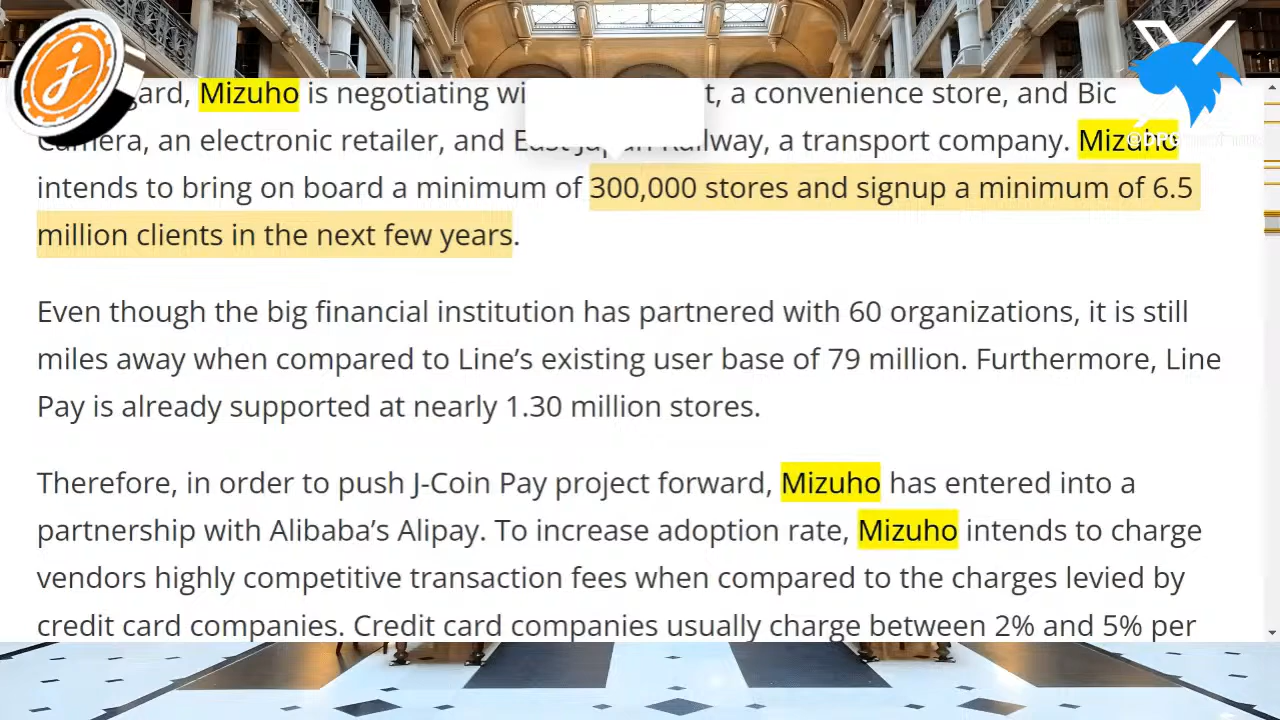 Mizuho is negotiating t, a convenience store, and Bic
Camera, an electronic retailer, and East Japan Railway, a transport company. Mizuho
intends to bring on board a minimum of 300,000 stores and signup a minimum of 6.5
million clients in the next few years.
Even though the big financial institution has partnered with 60 organizations, it is still
miles away when compared to Line’s existing user base of 79 million. Furthermore, Line
Pay is already supported at nearly 1.30 million stores.
Therefore, in order to push J-Coin Pay project forward, Mizuho has entered into a
partnership with Alibaba’s Alipay. To increase adoption rate, Mizuho intends to charge
vendors highly competitive transaction fees when compared to the charges levied by
credit card companies. Credit card companies usually charge between 2% and 5% per